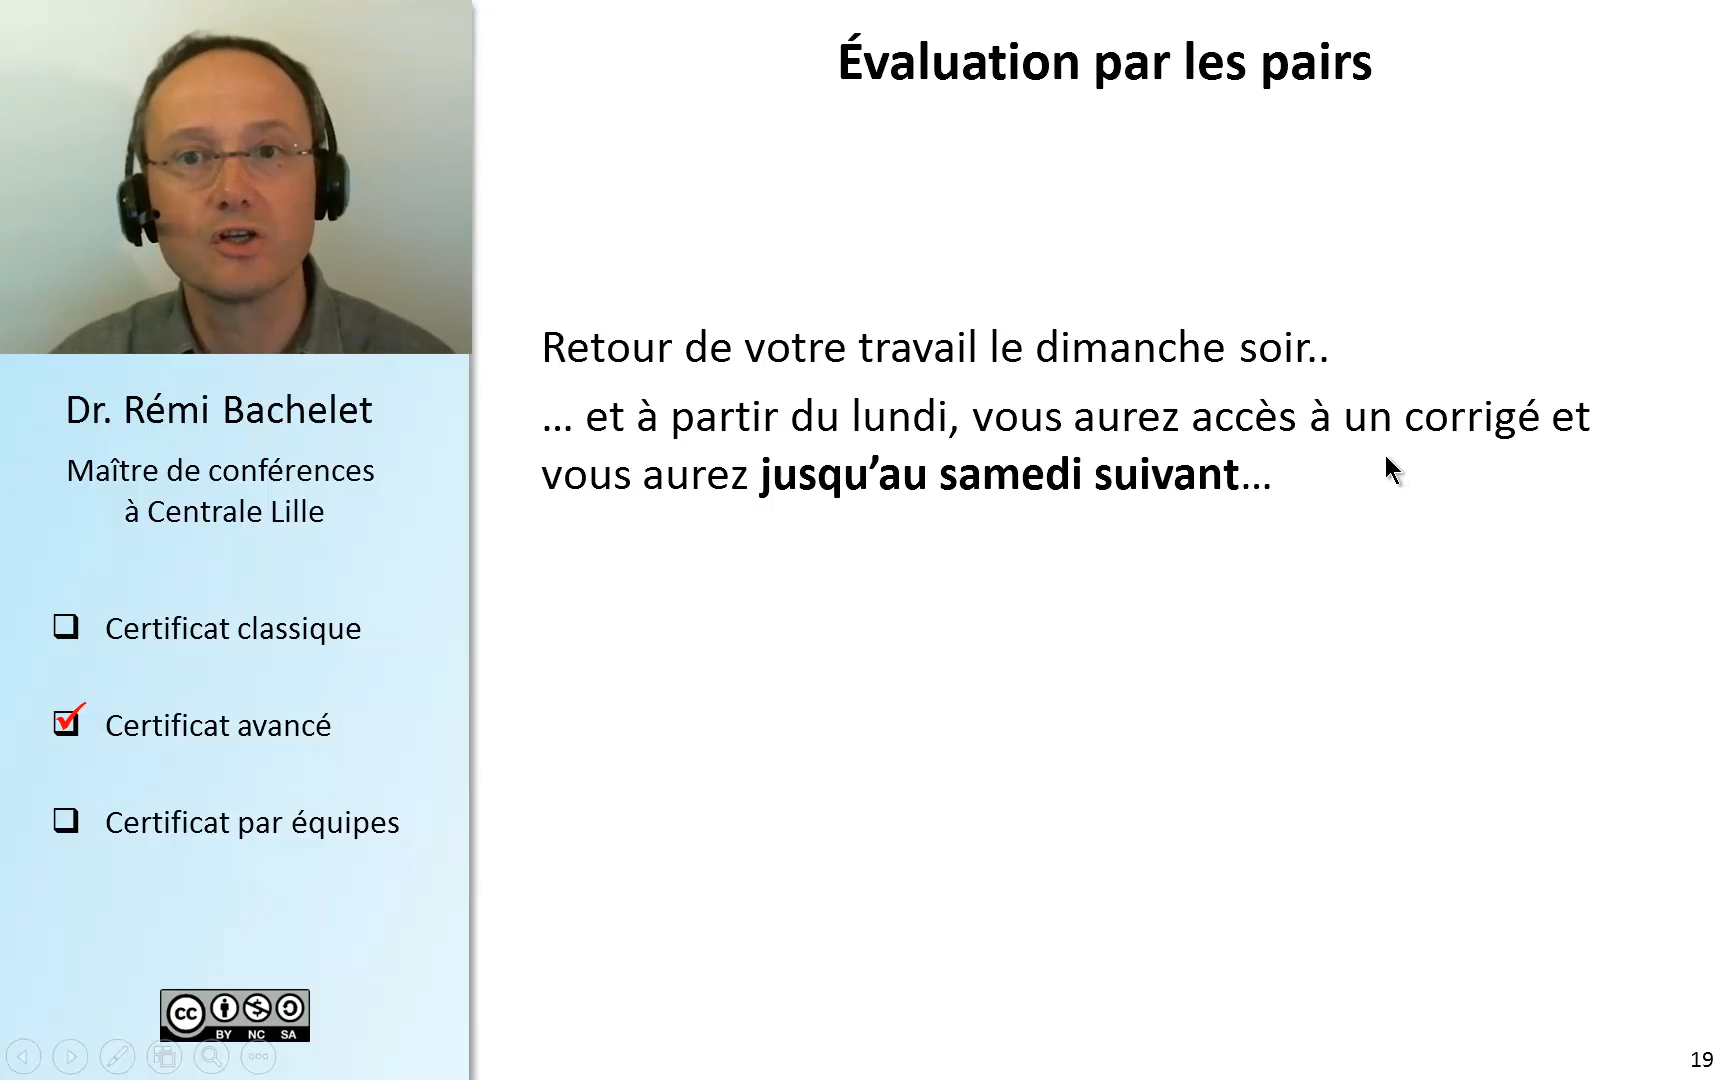 Évaluation par les pairs
Retour de votre travail le dimanche soir..
… et à partir du lundi, vous aurez accès à un corrigé et
vous aurez jusqu’au samedi suivant…
Dr. Rémi Bachelet
Maître de conférences
à Centrale Lille
Certificat classique
Certificat avancé
Certificat par équipes
cc
BY NC SA
19